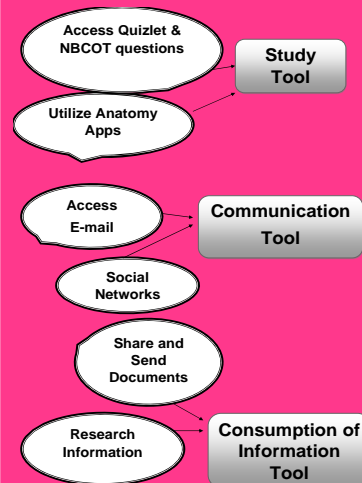 Access Quizlet &
NBCOT questions
Study
Tool
Utilize Anatomy
Apps
Access
E-mail
Communication
Tool
Social
Networks
Share and
Send
Documents
Research
Information
Consumption of
Information
Tool